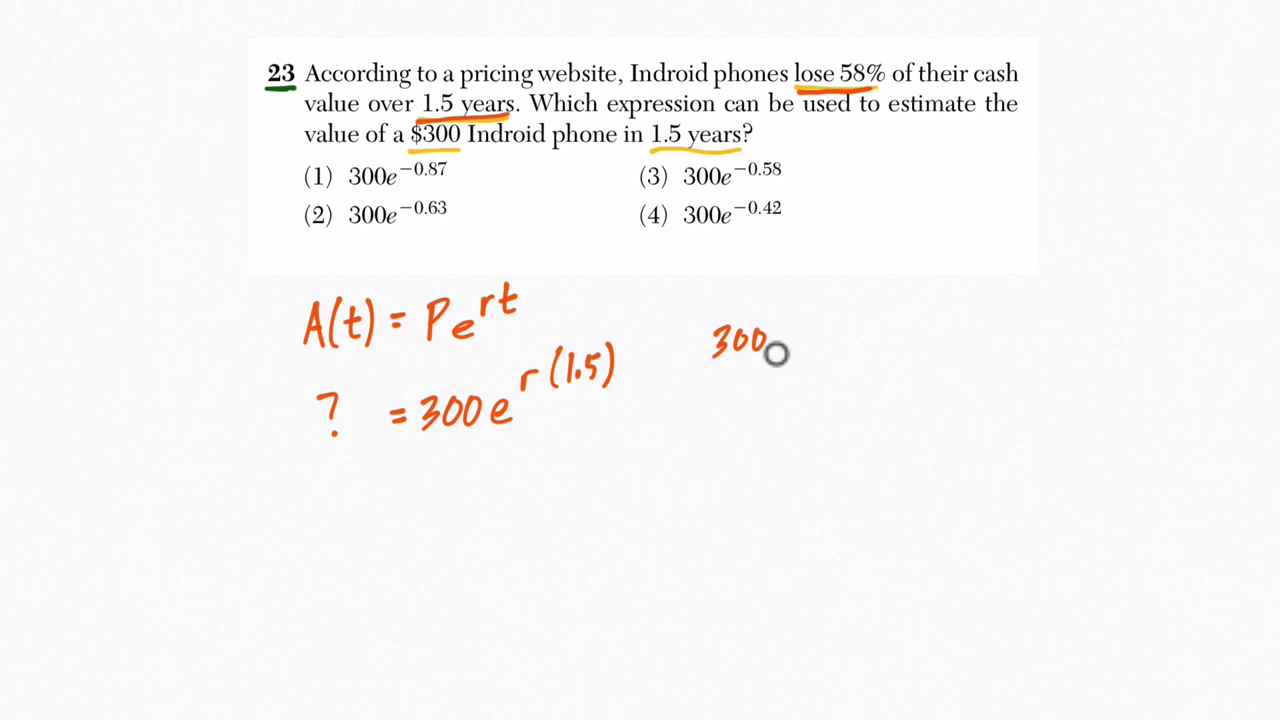 23 According to a pricing website, Indroid phones lose 58% of their cash
value over 1.5 years. Which expression can be used to estimate the
value of a $300 Indroid phone in 1.5 years?
(1) 300e^−0.87 (3) 300e^−0.58
(2) 300e^−0.63 (4) 300e^−0.42
A(t) = Pe^rt
300
? = 300e^r(1.5)